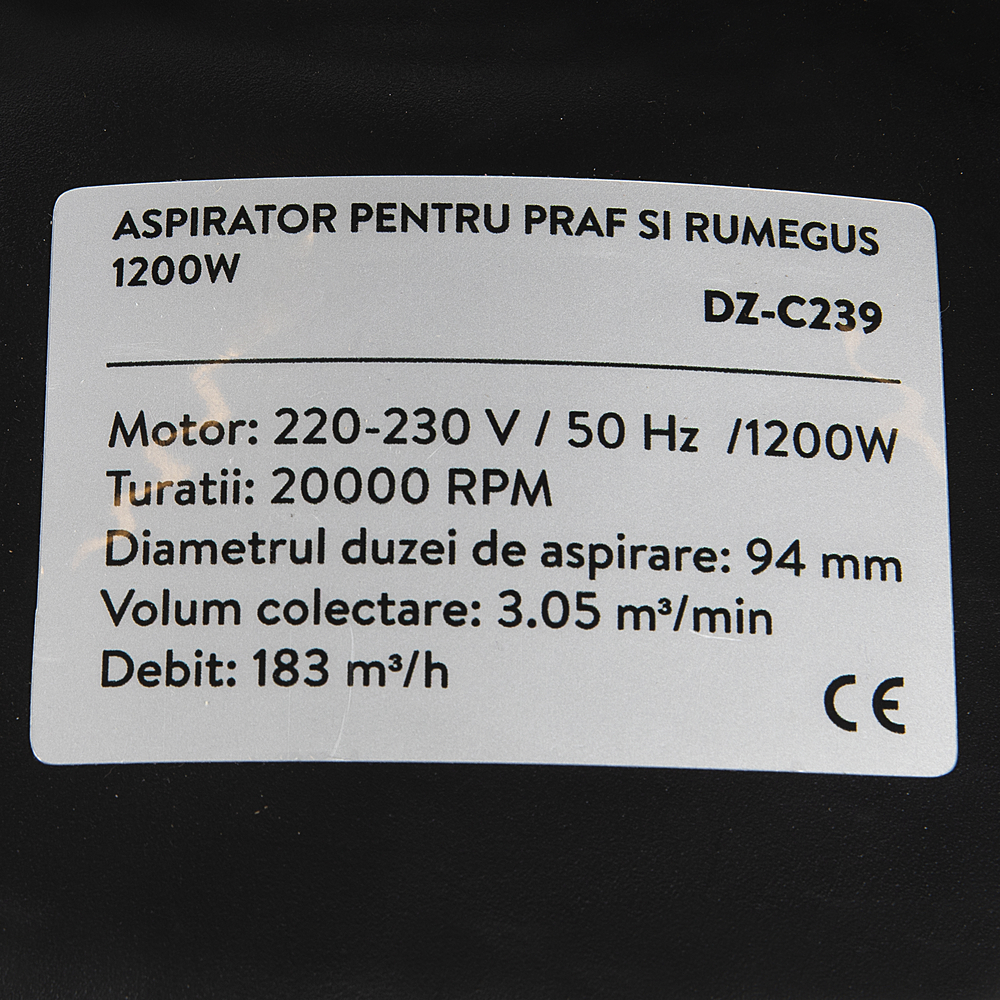 ASPIRATOR PENTRU PRAF SI RUMEGUS
1200W
DZ-C239
Motor: 220-230 V / 50 Hz /1200W
Turatii: 20000 RPM
Diametrul duzei de aspirare: 94 mm
Volum colectare: 3.05 m³/min
Debit: 183 m³/h
CE